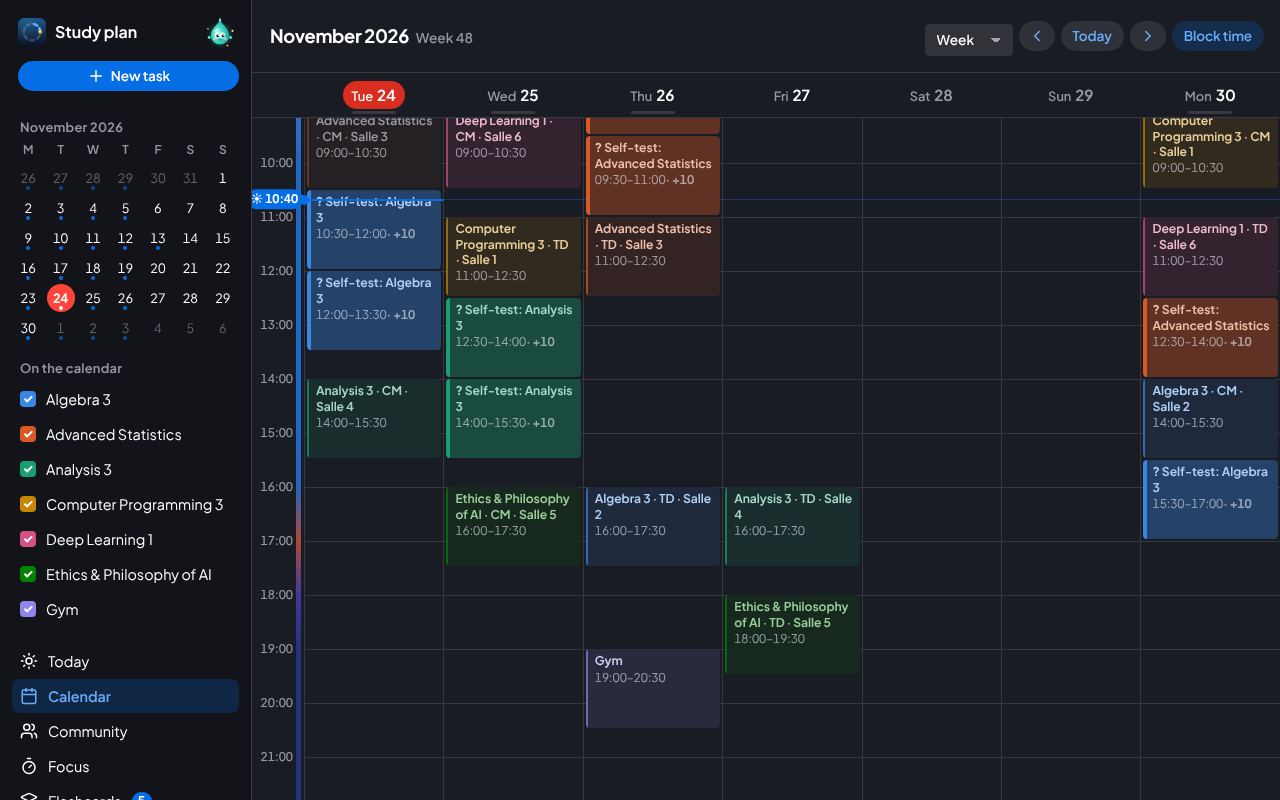 Study plan
New task
November 2026
M T W T F S S
26 27 28 29 30 31 1
2 3 4 5 6 7 8
9 10 11 12 13 14 15
16 17 18 19 20 21 22
23 24 25 26 27 28 29
30 1 2 3 4 5 6
On the calendar
Algebra 3
Advanced Statistics
Analysis 3
Computer Programming 3
Deep Learning 1
Ethics & Philosophy of AI
Gym
Today
Calendar
Community
Focus
Flashcards 5
November 2026 Week 48
Week
Today
Block time
Tue 24
Wed 25
Thu 26
Fri 27
Sat 28
Sun 29
Mon 30
10:00
10:40
11:00
12:00
13:00
14:00
15:00
16:00
17:00
18:00
19:00
20:00
21:00
Advanced Statistics
· CM · Salle 3
09:00–10:30
? Self-test: Algebra
3
10:30–12:00· +10
? Self-test: Algebra
3
12:00–13:30· +10
Analysis 3 · CM ·
Salle 4
14:00–15:30
Deep Learning 1 ·
CM · Salle 6
09:00–10:30
Computer
Programming 3 · TD
· Salle 1
11:00–12:30
? Self-test: Analysis
3
12:30–14:00· +10
? Self-test: Analysis
3
14:00–15:30· +10
Ethics & Philosophy
of AI · CM · Salle 5
16:00–17:30
? Self-test:
Advanced Statistics
09:30–11:00· +10
Advanced Statistics
· TD · Salle 3
11:00–12:30
Algebra 3 · TD · Salle
2
16:00–17:30
Gym
19:00–20:30
Analysis 3 · TD · Salle
4
16:00–17:30
Ethics & Philosophy
of AI · TD · Salle 5
18:00–19:30
Computer
Programming 3 · CM
· Salle 1
09:00–10:30
Deep Learning 1 · TD
· Salle 6
11:00–12:30
? Self-test:
Advanced Statistics
12:30–14:00· +10
Algebra 3 · CM ·
Salle 2
14:00–15:30
? Self-test: Algebra
3
15:30–17:00· +10